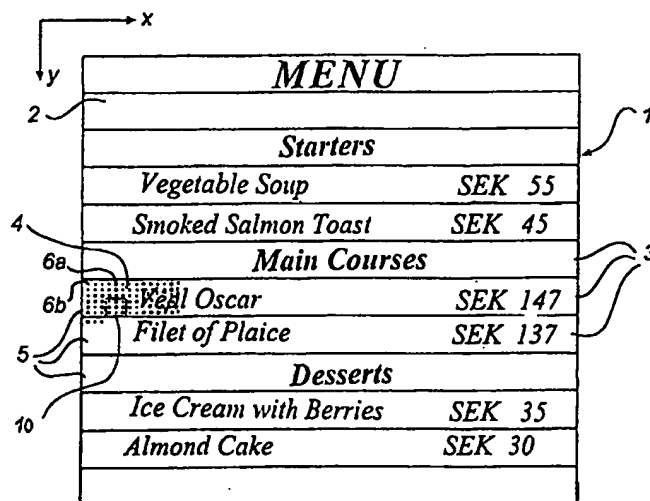 x
y
MENU
2
1
Starters
Vegetable Soup SEK 55
4 Smoked Salmon Toast SEK 45
6a Main Courses 3
6b Veal Oscar SEK 147
5 Filet of Plaice SEK 137
Desserts
10 Ice Cream with Berries SEK 35
Almond Cake SEK 30